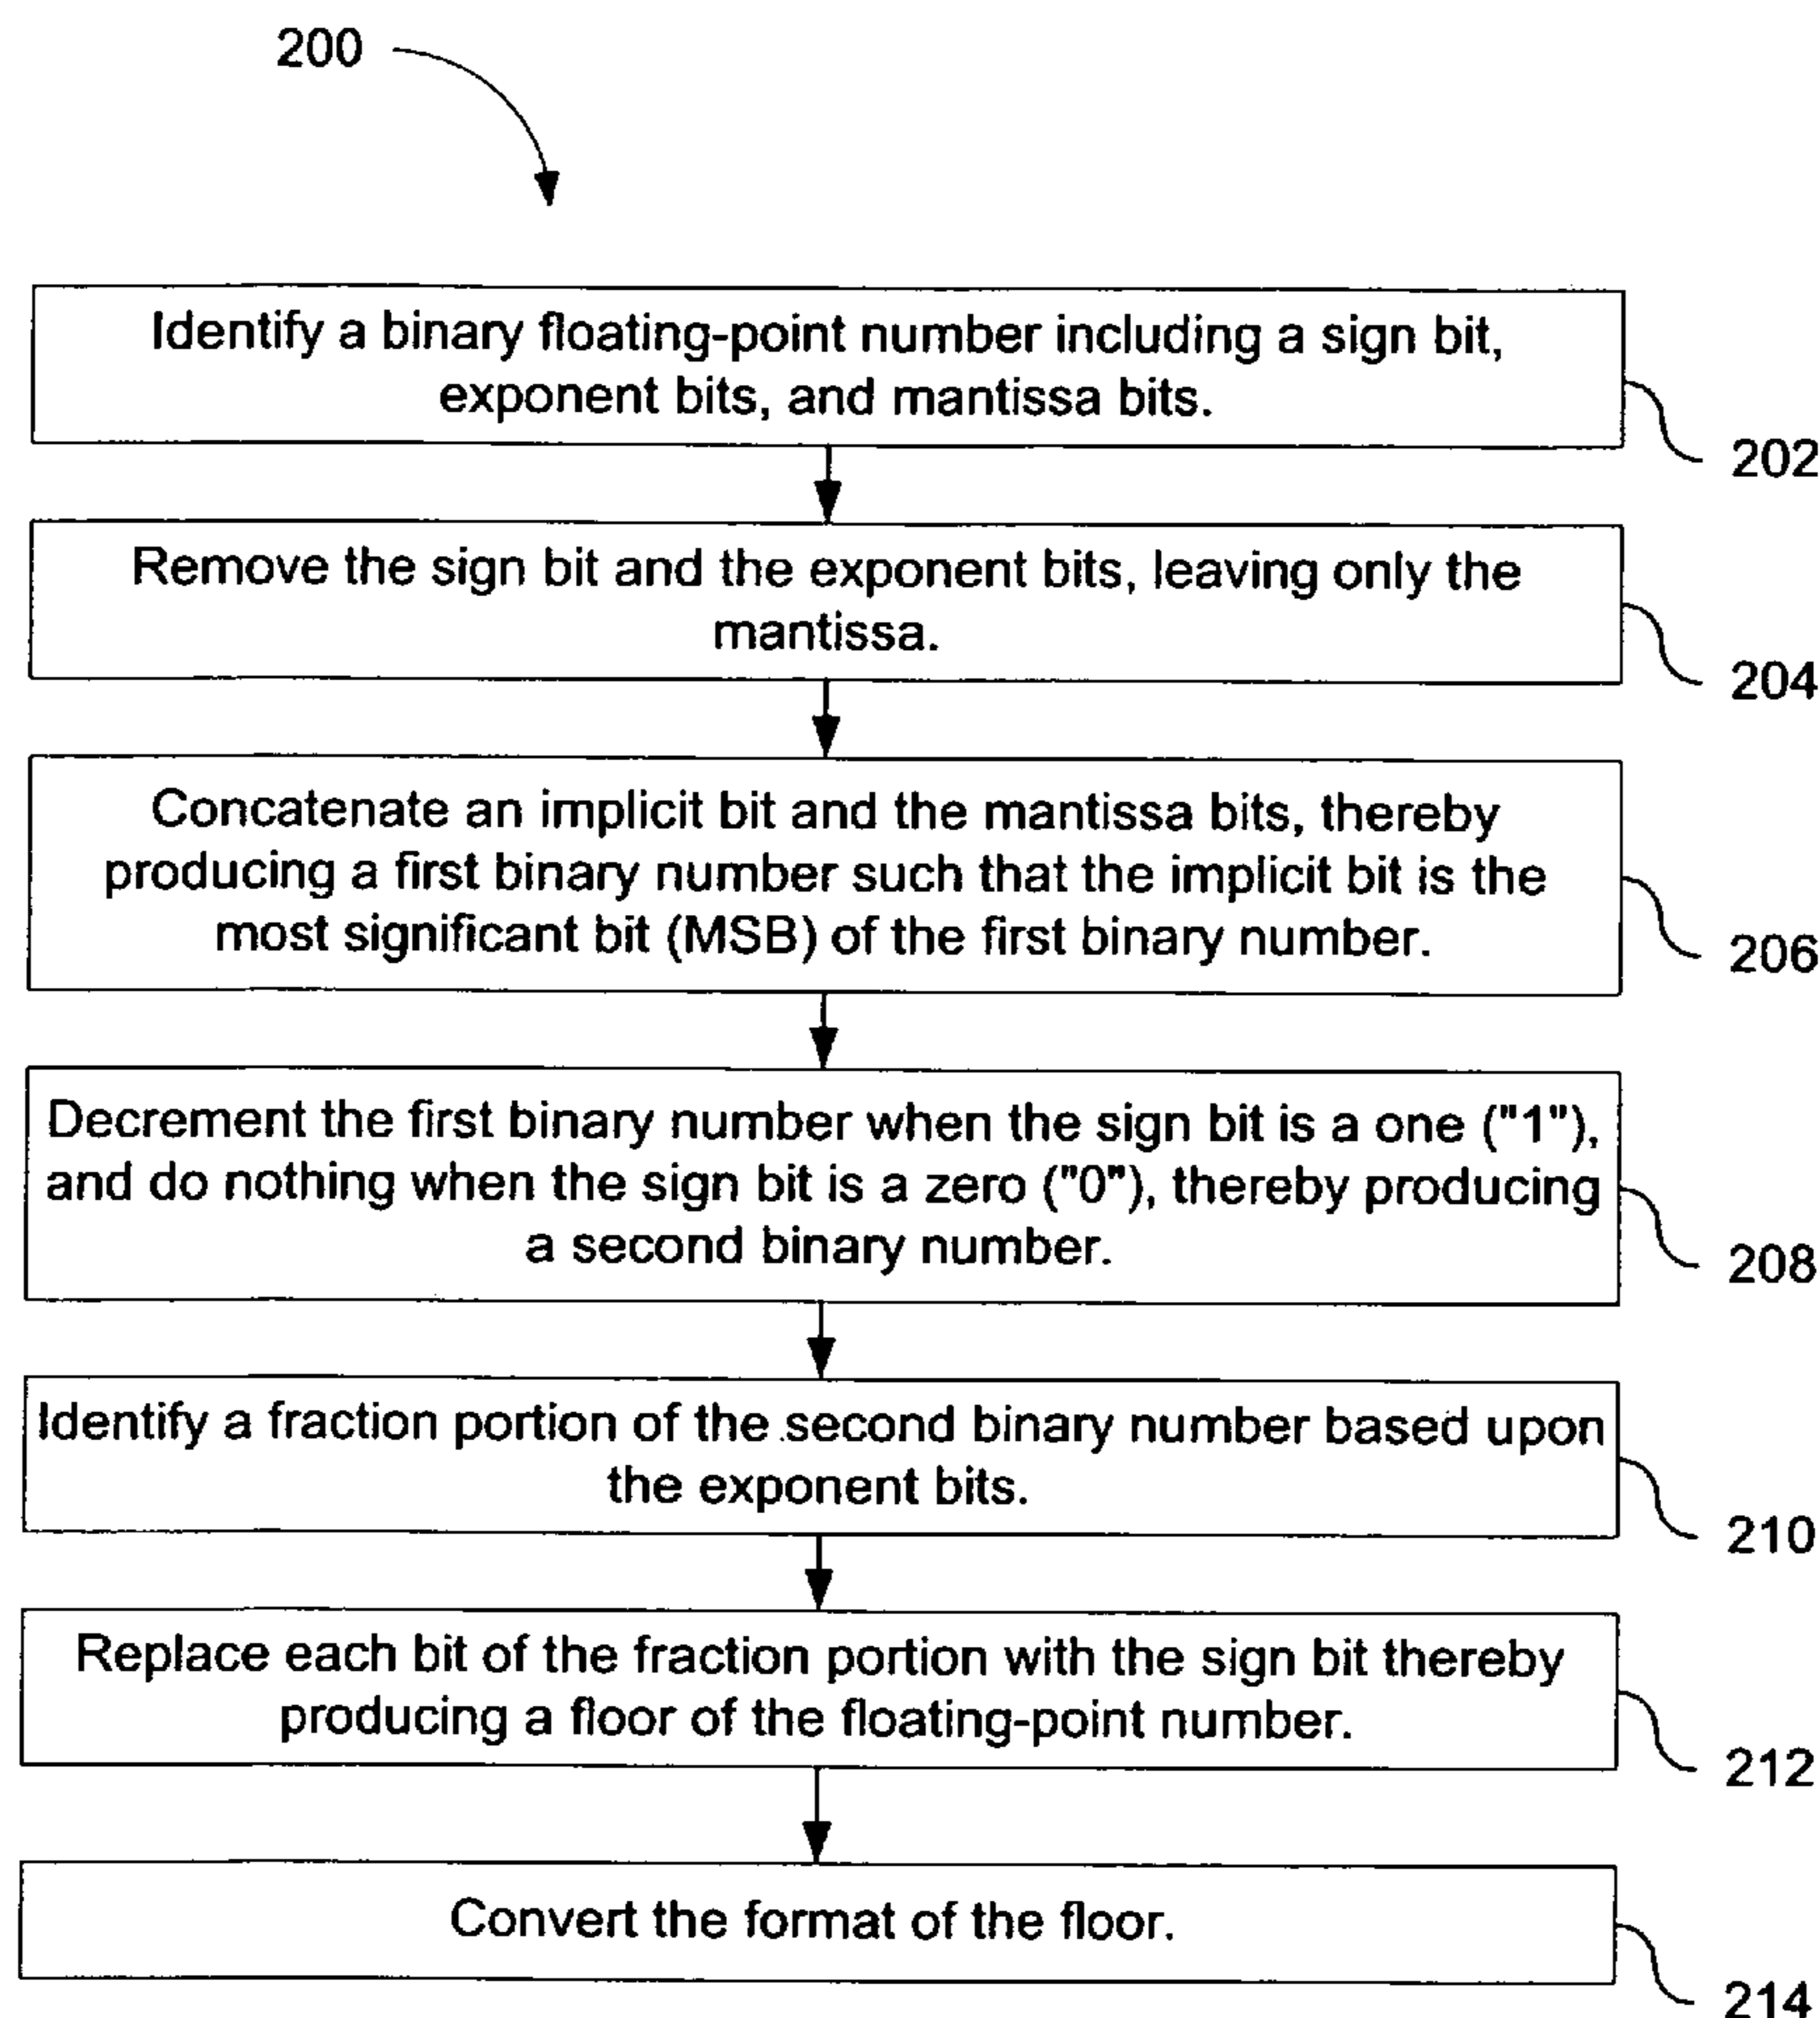 200
Identify a binary floating-point number including a sign bit,
exponent bits, and mantissa bits.
202
Remove the sign bit and the exponent bits, leaving only the
mantissa.
204
Concatenate an implicit bit and the mantissa bits, thereby
producing a first binary number such that the implicit bit is the
most significant bit (MSB) of the first binary number.
206
Decrement the first binary number when the sign bit is a one ("1"),
and do nothing when the sign bit is a zero ("0"), thereby producing
a second binary number.
208
Identify a fraction portion of the second binary number based upon
the exponent bits.
210
Replace each bit of the fraction portion with the sign bit thereby
producing a floor of the floating-point number.
212
Convert the format of the floor.
214